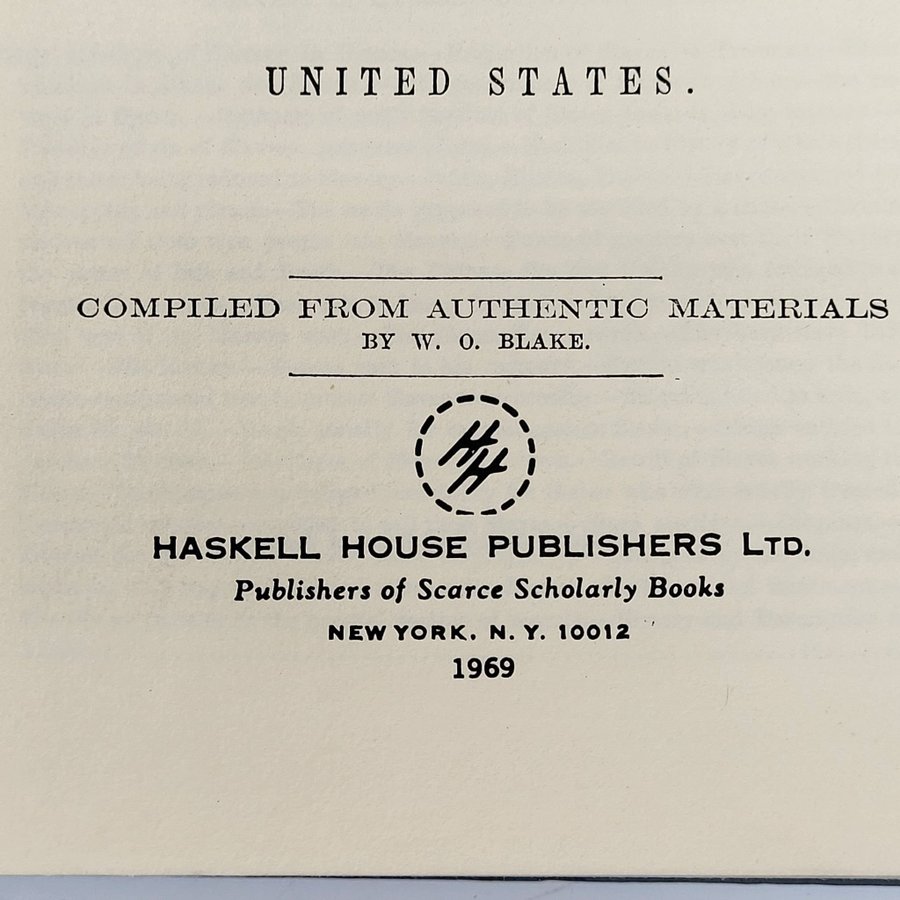 UNITED STATES.
COMPILED FROM AUTHENTIC MATERIALS
BY W. O. BLAKE.
HH
HASKELL HOUSE PUBLISHERS LTD.
Publishers of Scarce Scholarly Books
NEW YORK, N. Y. 10012
1969